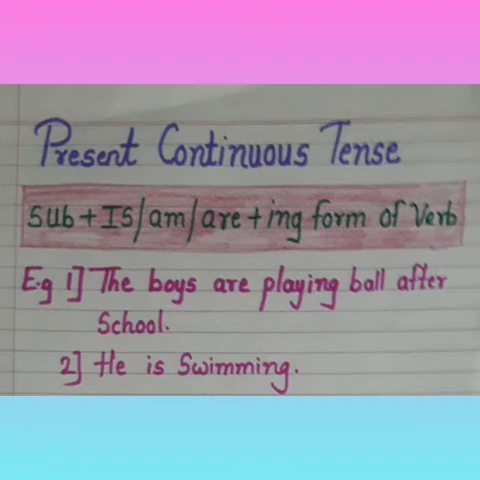 Present Continuous Tense
Sub + IS/am/are + ing form of Verb
E.g 1] The boys are playing ball after
School.
2] He is Swimming.